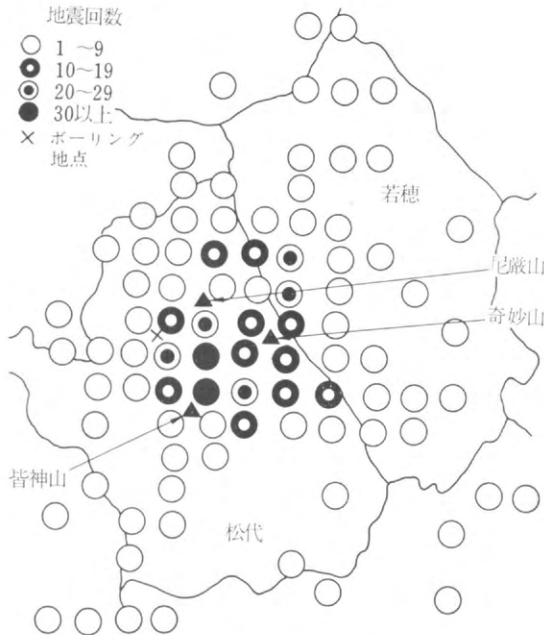 地震回数
1～9
10～19
20～29
30以上
× ボーリング
地点
若穂
尼厳山
奇妙山
皆神山
松代